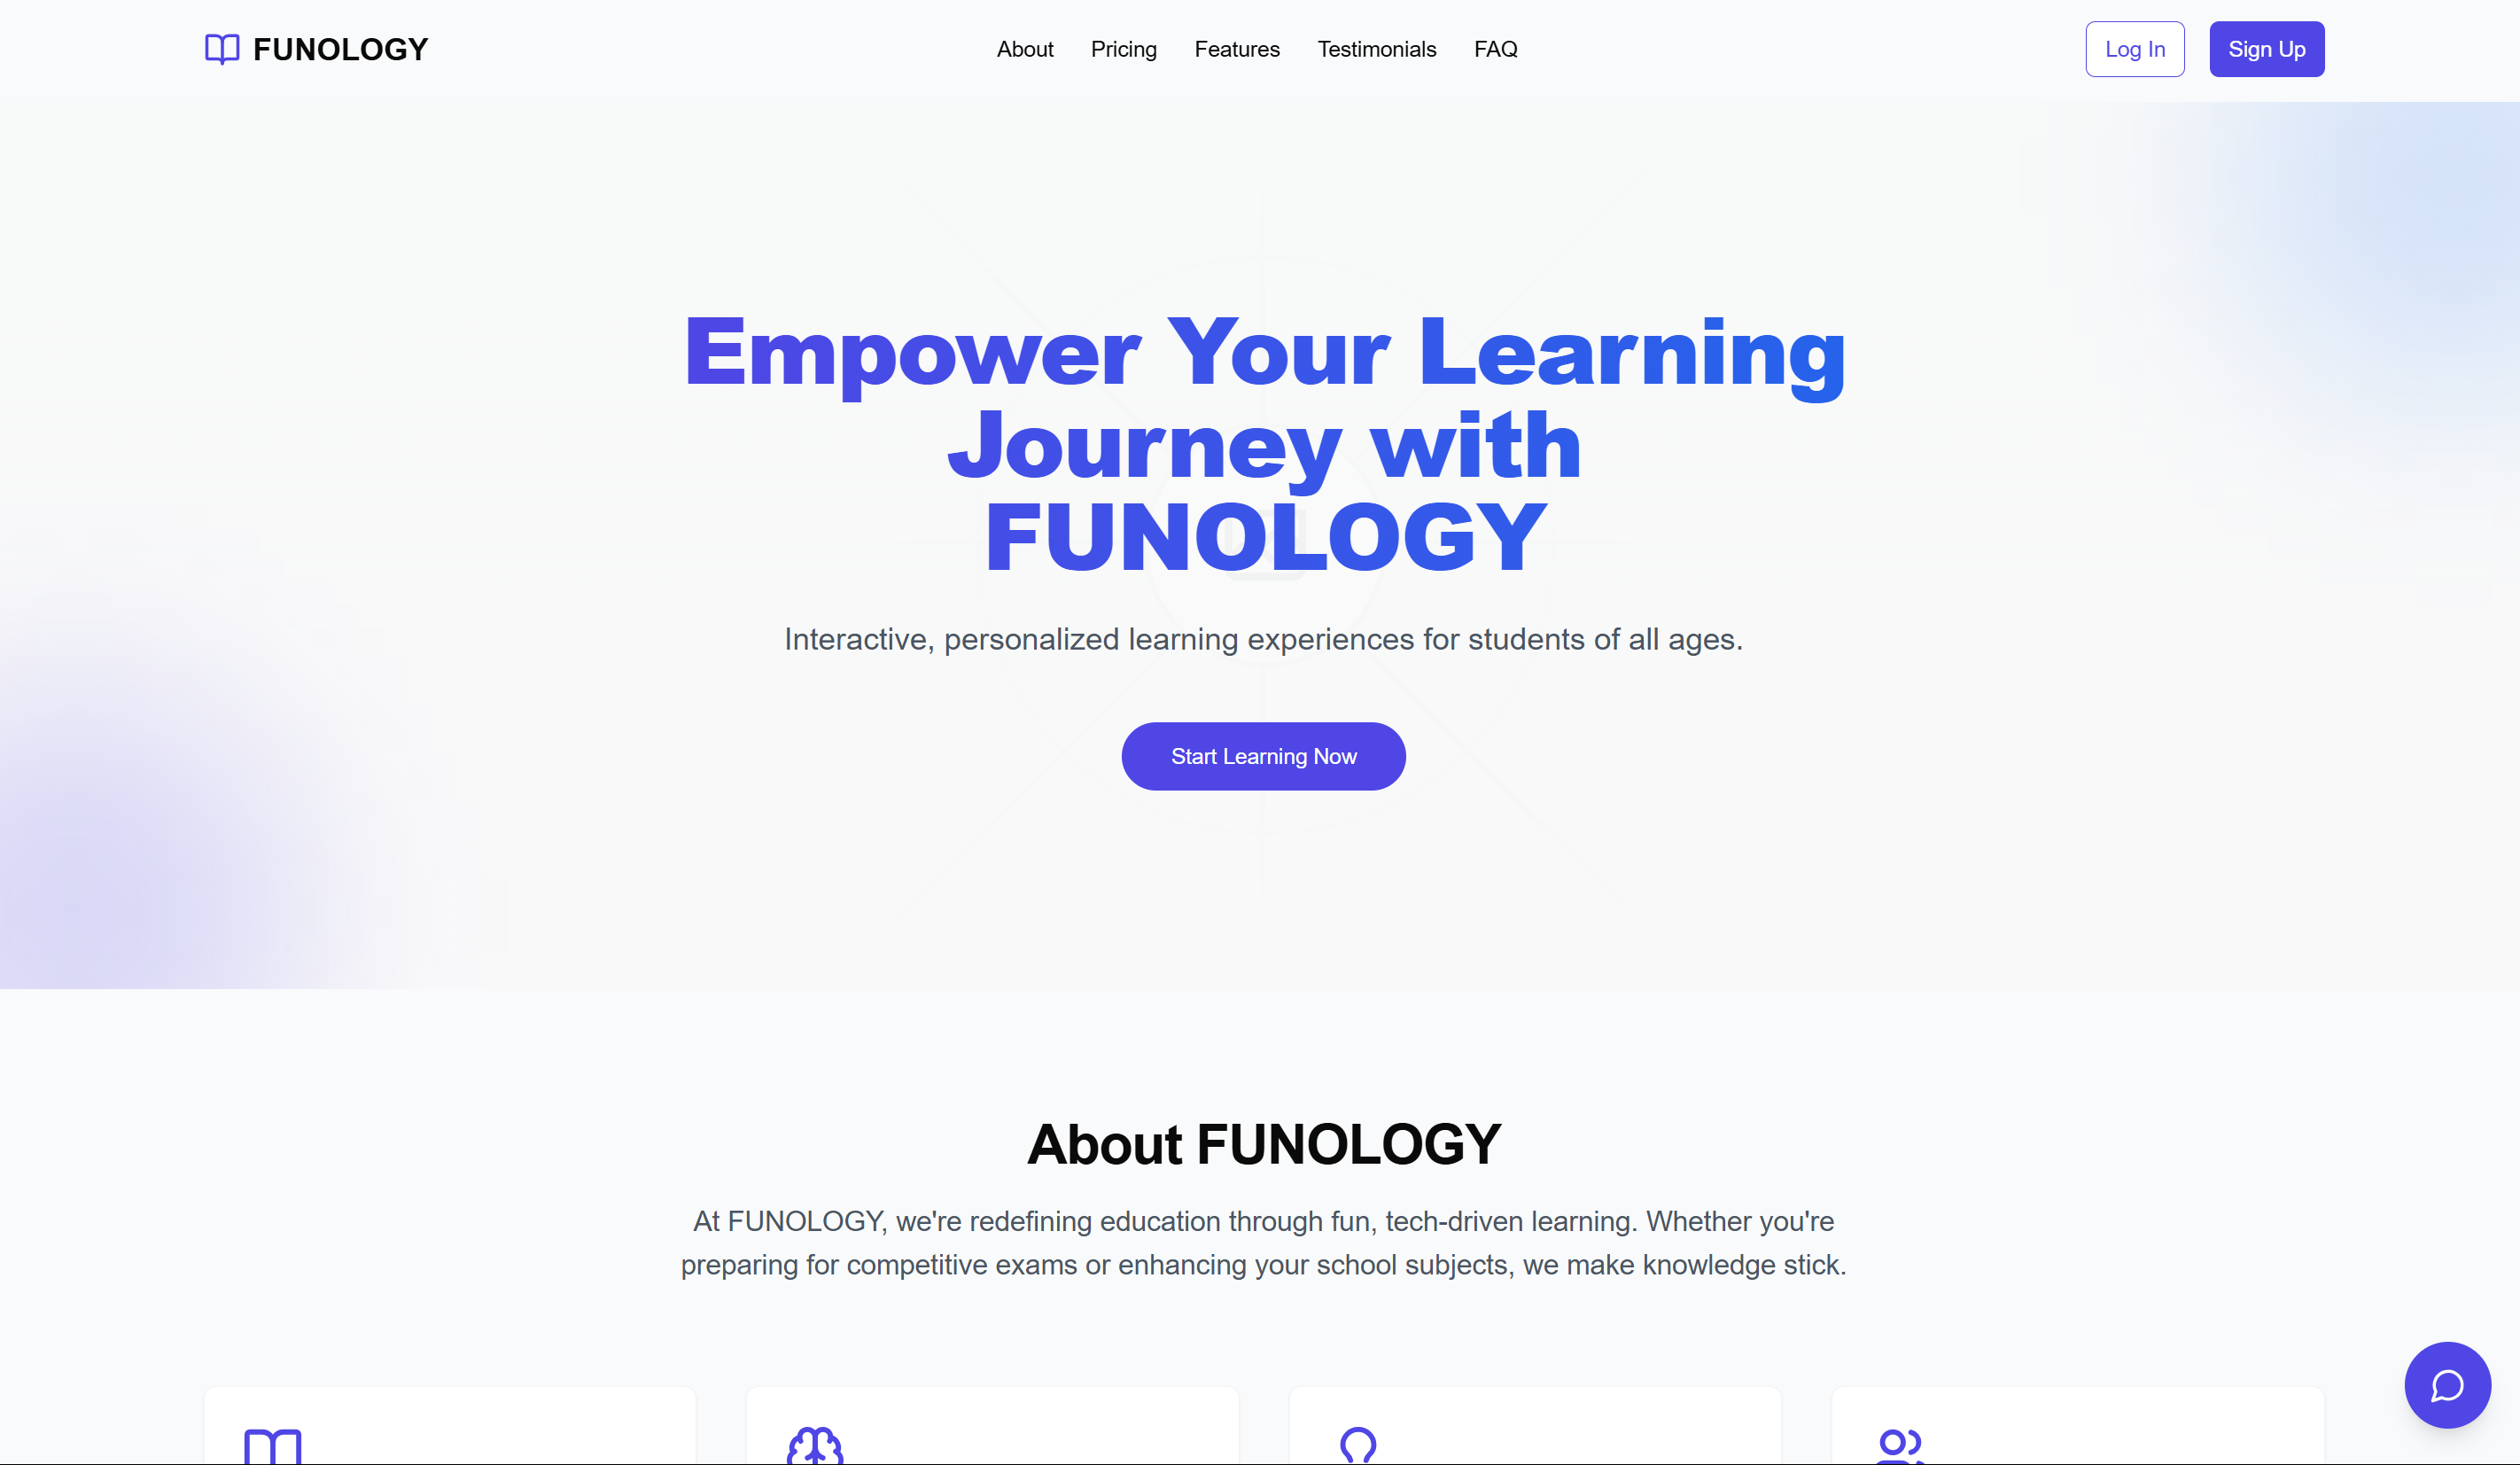 FUNOLOGY
About Pricing Features Testimonials FAQ
Log In
Sign Up
Empower Your Learning
Journey with
FUNOLOGY
Interactive, personalized learning experiences for students of all ages.
Start Learning Now
About FUNOLOGY
At FUNOLOGY, we're redefining education through fun, tech-driven learning. Whether you're
preparing for competitive exams or enhancing your school subjects, we make knowledge stick.